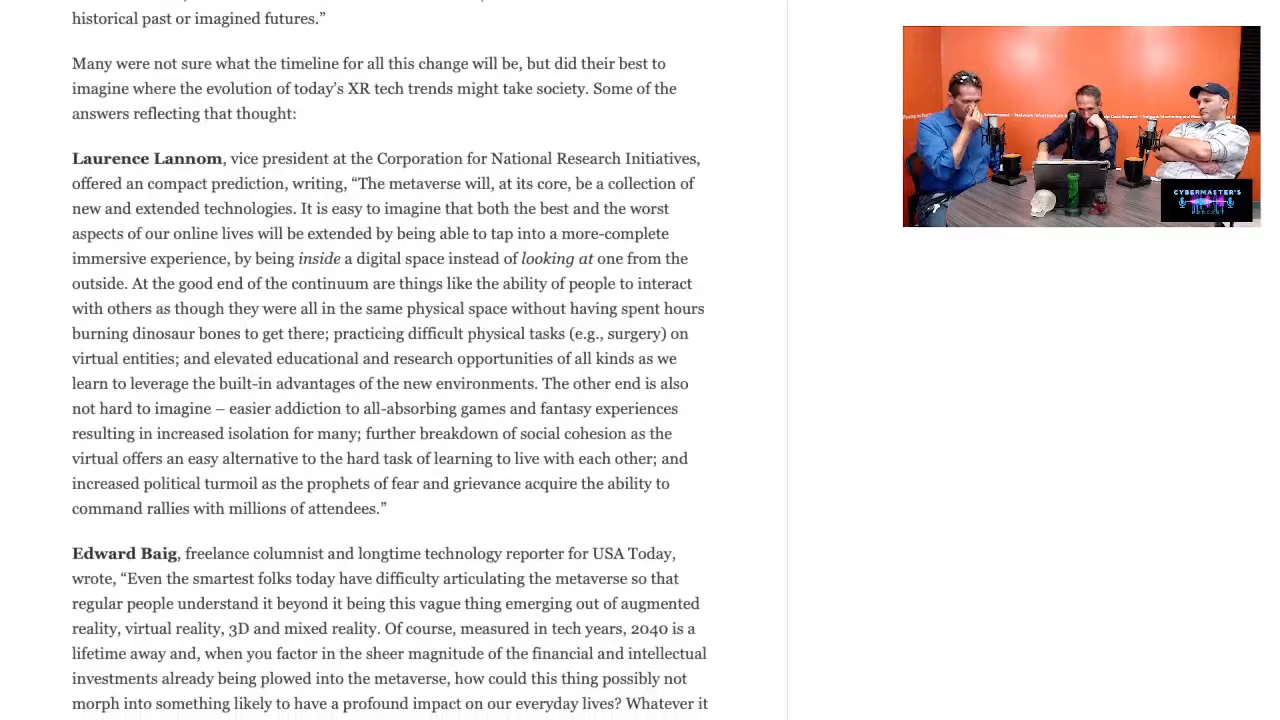 historical past or imagined futures.”
Many were not sure what the timeline for all this change will be, but did their best to
imagine where the evolution of today’s XR tech trends might take society. Some of the
answers reflecting that thought:
Laurence Lannom, vice president at the Corporation for National Research Initiatives,
offered an compact prediction, writing, “The metaverse will, at its core, be a collection of
new and extended technologies. It is easy to imagine that both the best and the worst
aspects of our online lives will be extended by being able to tap into a more-complete
immersive experience, by being inside a digital space instead of looking at one from the
outside. At the good end of the continuum are things like the ability of people to interact
with others as though they were all in the same physical space without having spent hours
burning dinosaur bones to get there; practicing difficult physical tasks (e.g., surgery) on
virtual entities; and elevated educational and research opportunities of all kinds as we
learn to leverage the built-in advantages of the new environments. The other end is also
not hard to imagine – easier addiction to all-absorbing games and fantasy experiences
resulting in increased isolation for many; further breakdown of social cohesion as the
virtual offers an easy alternative to the hard task of learning to live with each other; and
increased political turmoil as the prophets of fear and grievance acquire the ability to
command rallies with millions of attendees.”
Edward Baig, freelance columnist and longtime technology reporter for USA Today,
wrote, “Even the smartest folks today have difficulty articulating the metaverse so that
regular people understand it beyond it being this vague thing emerging out of augmented
reality, virtual reality, 3D and mixed reality. Of course, measured in tech years, 2040 is a
lifetime away and, when you factor in the sheer magnitude of the financial and intellectual
investments already being plowed into the metaverse, how could this thing possibly not
morph into something likely to have a profound impact on our everyday lives? Whatever it
CYBERMASTER'S
PODCAST